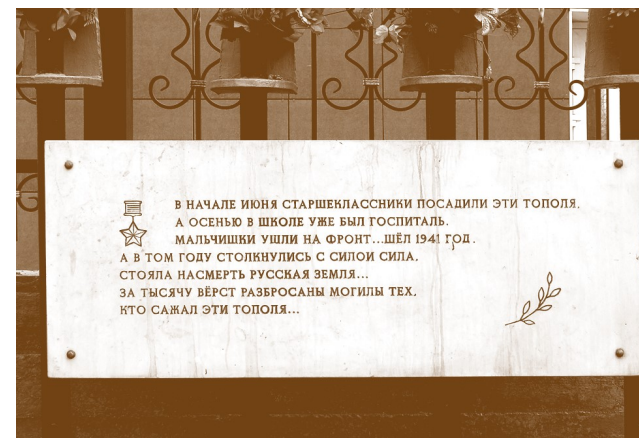 В НАЧАЛЕ ИЮНЯ СТАРШЕКЛАССНИКИ ПОСАДИЛИ ЭТИ ТОПОЛЯ.
А ОСЕНЬЮ В ШКОЛЕ УЖЕ БЫЛ ГОСПИТАЛЬ.
МАЛЬЧИШКИ УШЛИ НА ФРОНТ...ШЁЛ 1941 ГОД.
А В ТОМ ГОДУ СТОЛКНУЛИСЬ С СИЛОЙ СИЛА,
СТОЯЛА НАСМЕРТЬ РУССКАЯ ЗЕМЛЯ...
ЗА ТЫСЯЧУ ВЁРСТ РАЗБРОСАНЫ МОГИЛЫ ТЕХ,
КТО САЖАЛ ЭТИ ТОПОЛЯ...